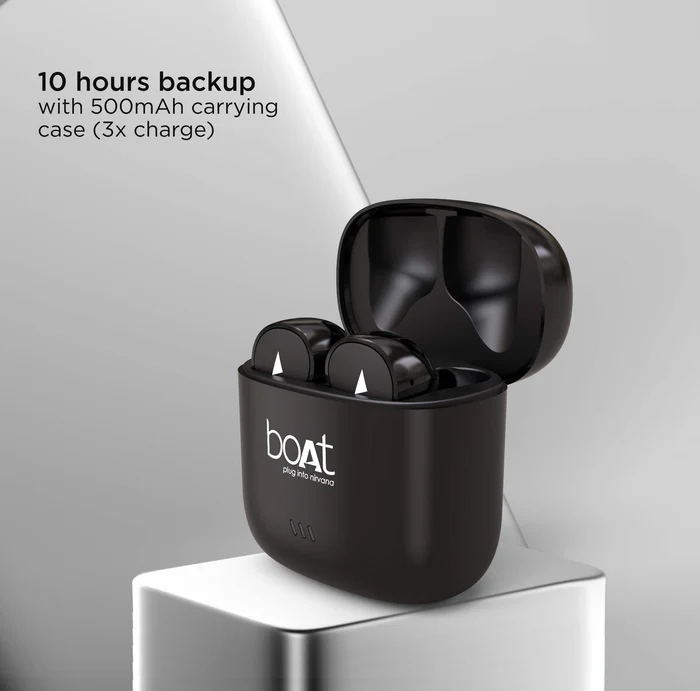 10 hours backup
with 500mAh carrying
case (3x charge)
boAt
plug into nirvana